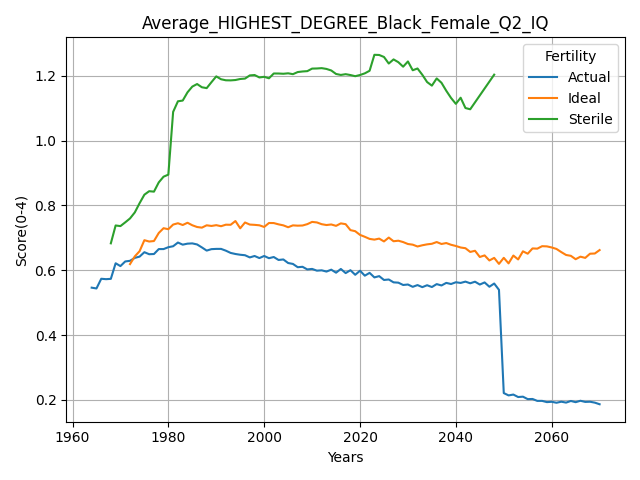 Average_HIGHEST_DEGREE_Black_Female_Q2_IQ
Fertility
Actual
Ideal
Sterile
Score(0-4)
1.2
1.0
0.8
0.6
0.4
0.2
1960
1980
2000
2020
2040
2060
Years